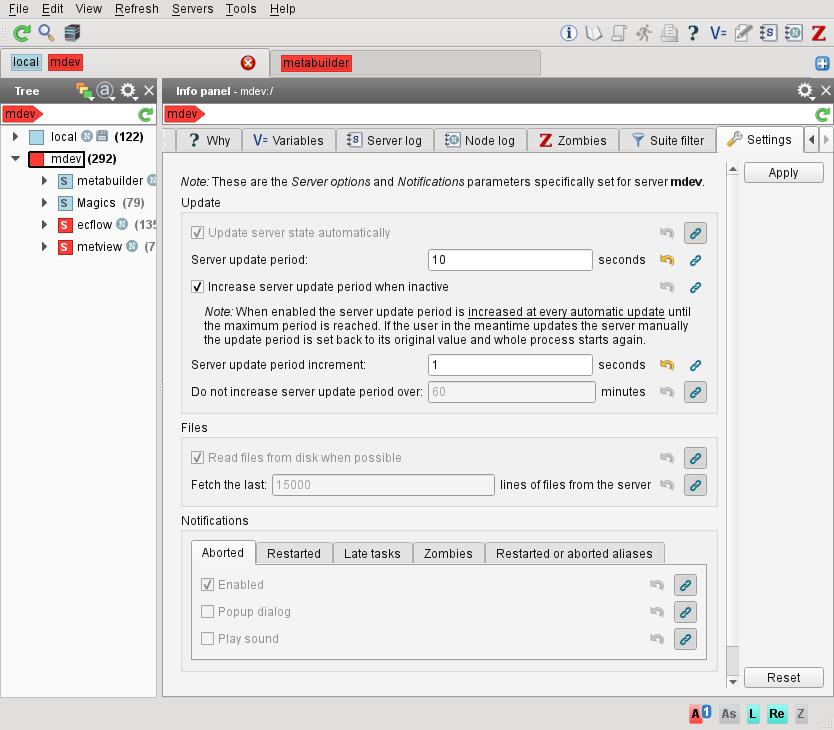 File Edit View Refresh Servers Tools Help
local mdev metabuilder
Tree
Info panel - mdev:/
mdev
mdev
local N (122)
mdev (292)
S metabuilder N
S Magics (79)
S ecflow N (135
S metview N (7
? Why V= Variables Server log Node log Z Zombies Suite filter Settings
Note: These are the Server options and Notifications parameters specifically set for server mdev.
Apply
Update
Update server state automatically
Server update period: 10 seconds
Increase server update period when inactive
Note: When enabled the server update period is increased at every automatic update until
the maximum period is reached. If the user in the meantime updates the server manually
the update period is set back to its original value and whole process starts again.
Server update period increment: 1 seconds
Do not increase server update period over: 60 minutes
Files
Read files from disk when possible
Fetch the last: 15000 lines of files from the server
Notifications
Aborted Restarted Late tasks Zombies Restarted or aborted aliases
Enabled
Popup dialog
Play sound
Reset
A 1 As L Re Z